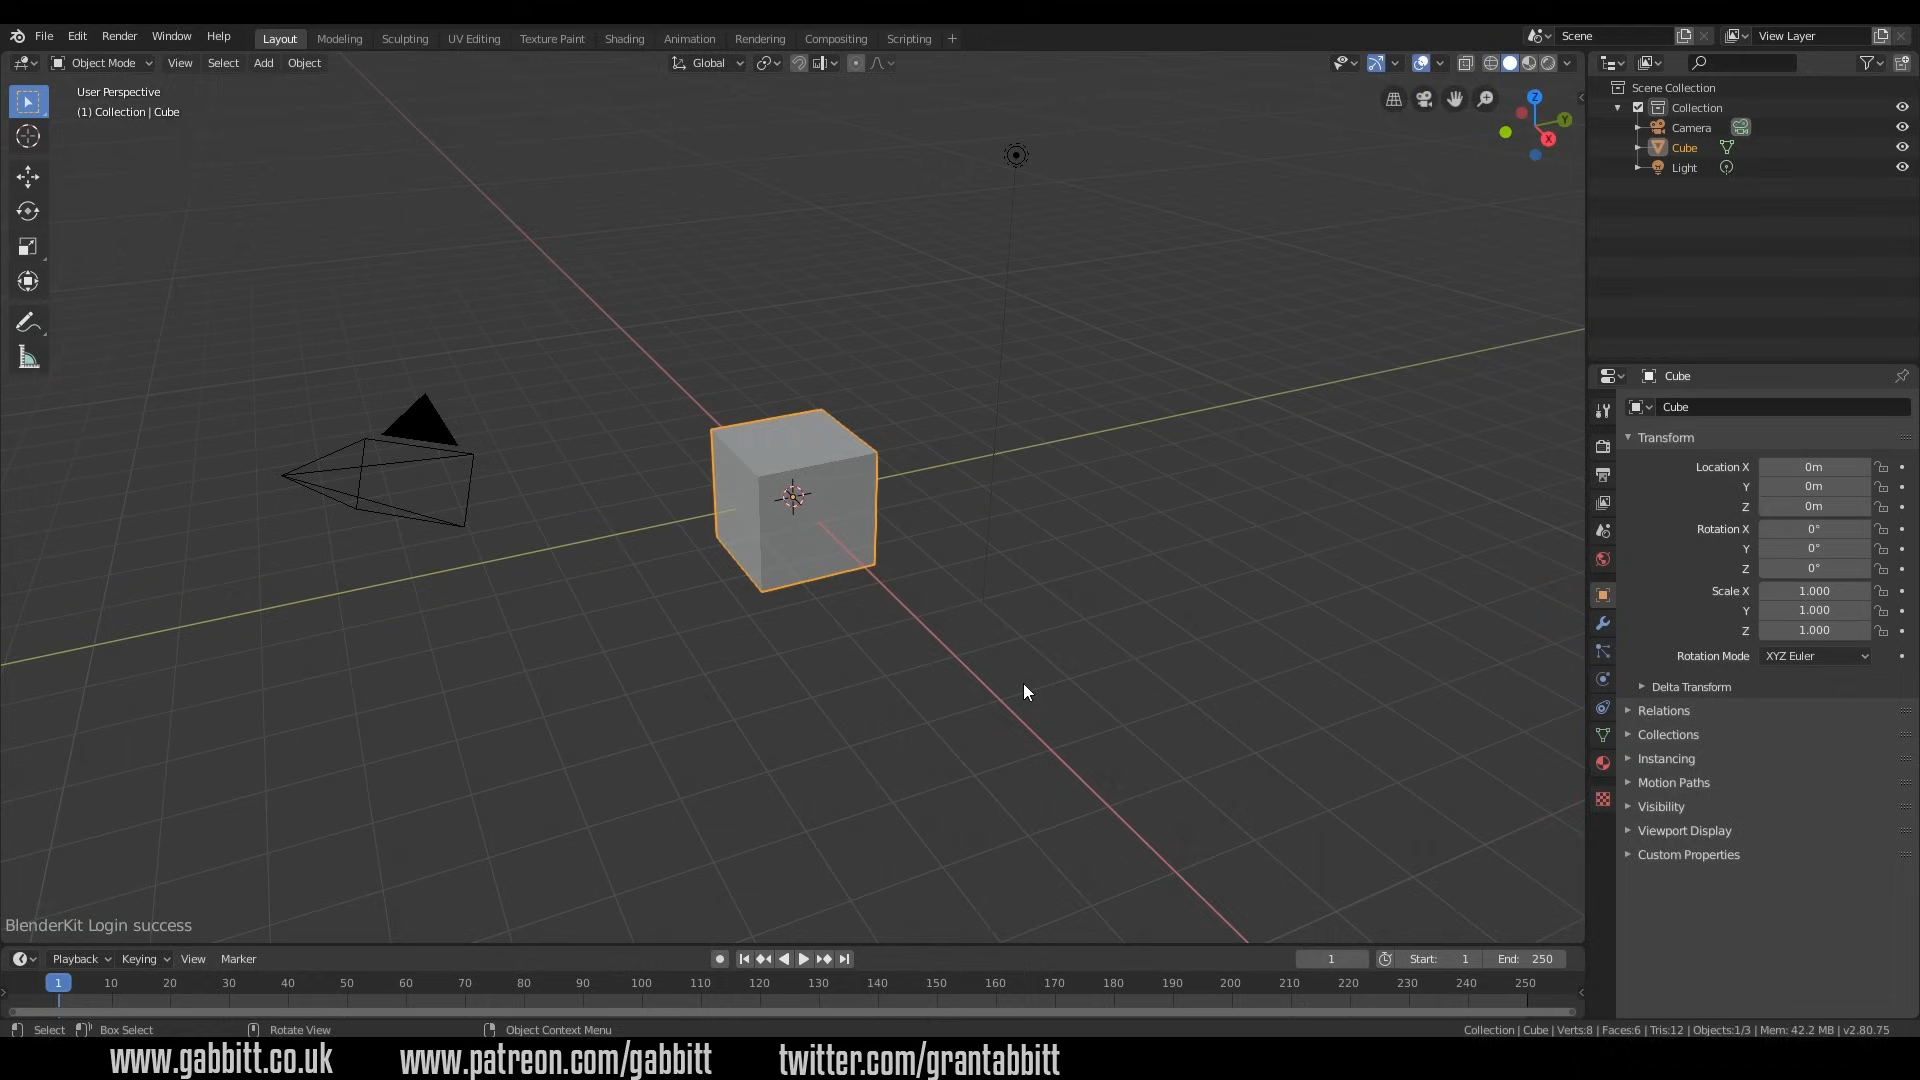 File Edit Render Window Help Layout Modeling Sculpting UV Editing Texture Paint Shading Animation Rendering Compositing Scripting + Scene View Layer
Object Mode View Select Add Object Global
User Perspective
(1) Collection | Cube
Z
Y
X
Scene Collection
Collection
Camera
Cube
Light
Cube
Cube
Transform
Location X 0m
Y 0m
Z 0m
Rotation X 0°
Y 0°
Z 0°
Scale X 1.000
Y 1.000
Z 1.000
Rotation Mode XYZ Euler
Delta Transform
Relations
Collections
Instancing
Motion Paths
Visibility
Viewport Display
Custom Properties
BlenderKit Login success
Playback Keying View Marker 1 Start: 1 End: 250
1 10 20 30 40 50 60 70 80 90 100 110 120 130 140 150 160 170 180 190 200 210 220 230 240 250
Select Box Select Rotate View Object Context Menu Collection | Cube | Verts:8 | Faces:6 | Tris:12 | Objects:1/3 | Mem: 42.2 MB | v2.80.75
www.gabbitt.co.uk www.patreon.com/gabbitt twitter.com/grantabbitt